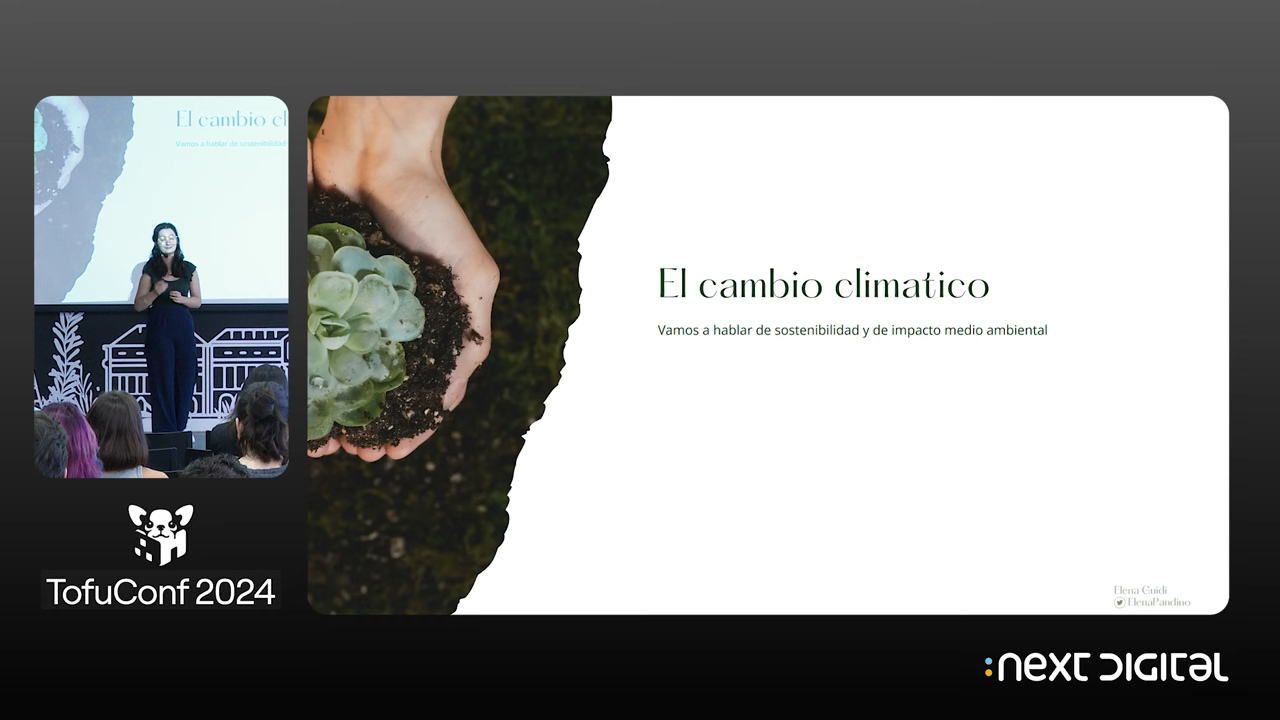 El cambio cl
Vamos a hablar de sostenibilidad
El cambio climatico
Vamos a hablar de sostenibilidad y de impacto medio ambiental
Elena Guidi
ElenaPandino
TofuConf 2024
:next DIGITal